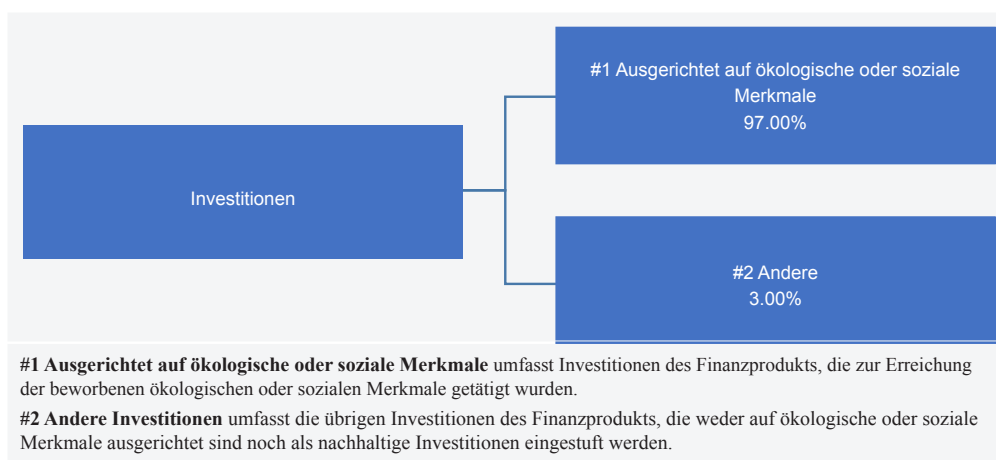 #1 Ausgerichtet auf ökologische oder soziale
Merkmale
97.00%
Investitionen
#2 Andere
3.00%
#1 Ausgerichtet auf ökologische oder soziale Merkmale umfasst Investitionen des Finanzprodukts, die zur Erreichung
der beworbenen ökologischen oder sozialen Merkmale getätigt wurden.
#2 Andere Investitionen umfasst die übrigen Investitionen des Finanzprodukts, die weder auf ökologische oder soziale
Merkmale ausgerichtet sind noch als nachhaltige Investitionen eingestuft werden.